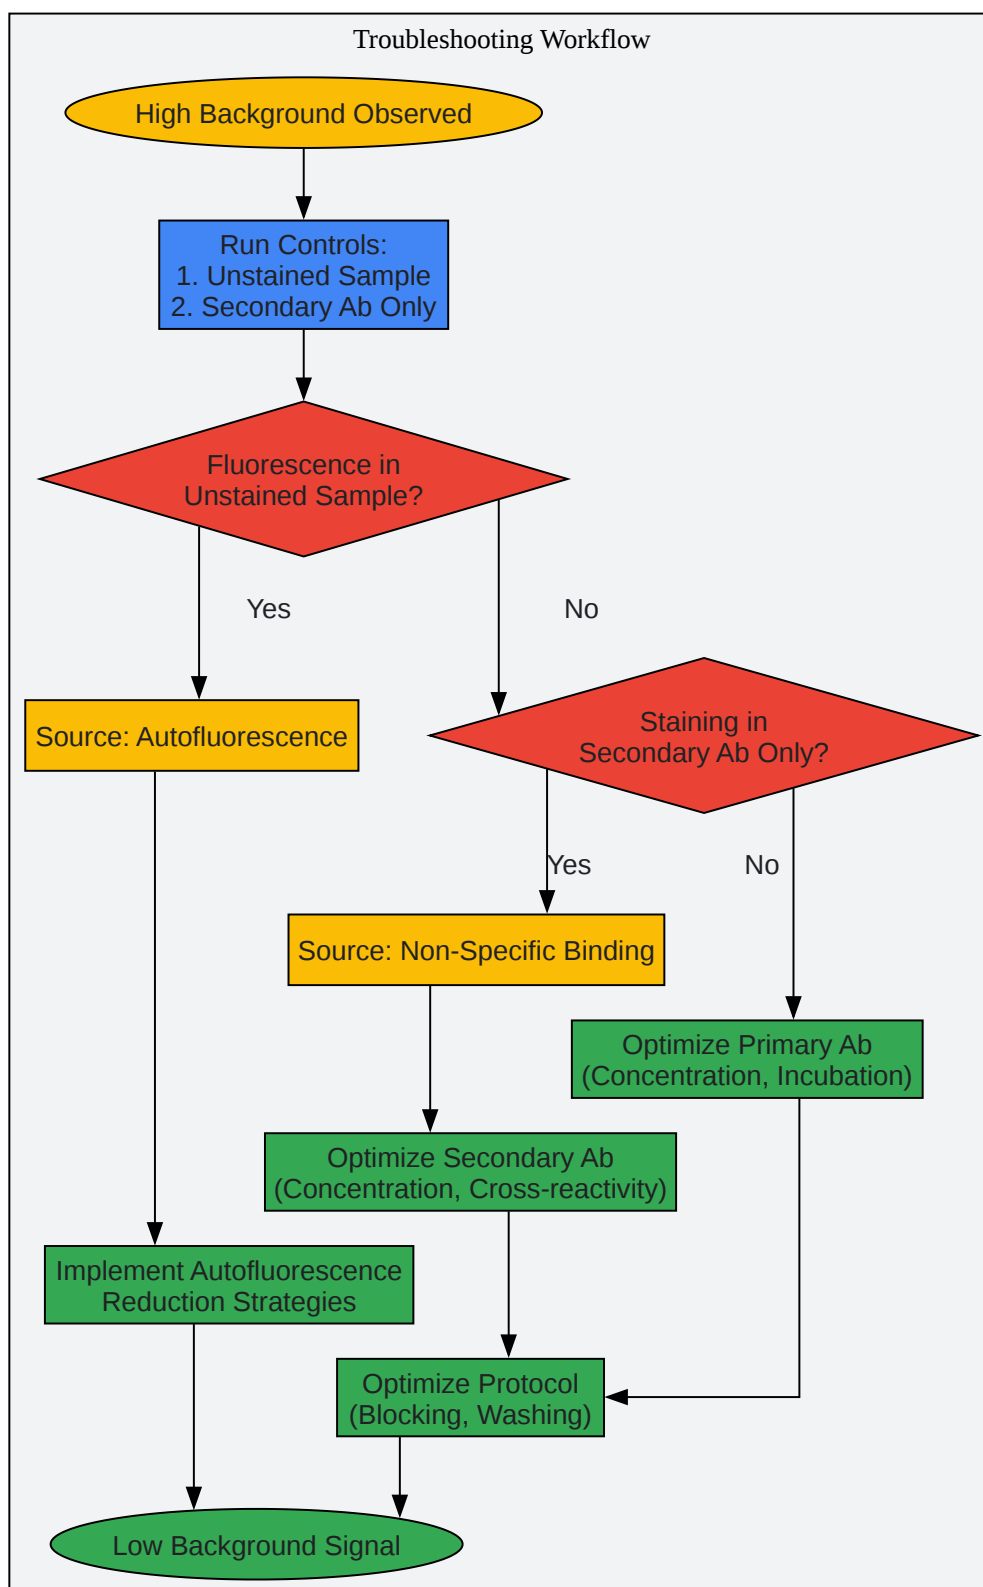 Troubleshooting Workflow
High Background Observed
Run Controls:
1. Unstained Sample
2. Secondary Ab Only
Fluorescence in
Unstained Sample?
Yes
No
Source: Autofluorescence
Staining in
Secondary Ab Only?
Yes
No
Source: Non-Specific Binding
Optimize Primary Ab
(Concentration, Incubation)
Optimize Secondary Ab
(Concentration, Cross-reactivity)
Implement Autofluorescence
Reduction Strategies
Optimize Protocol
(Blocking, Washing)
Low Background Signal